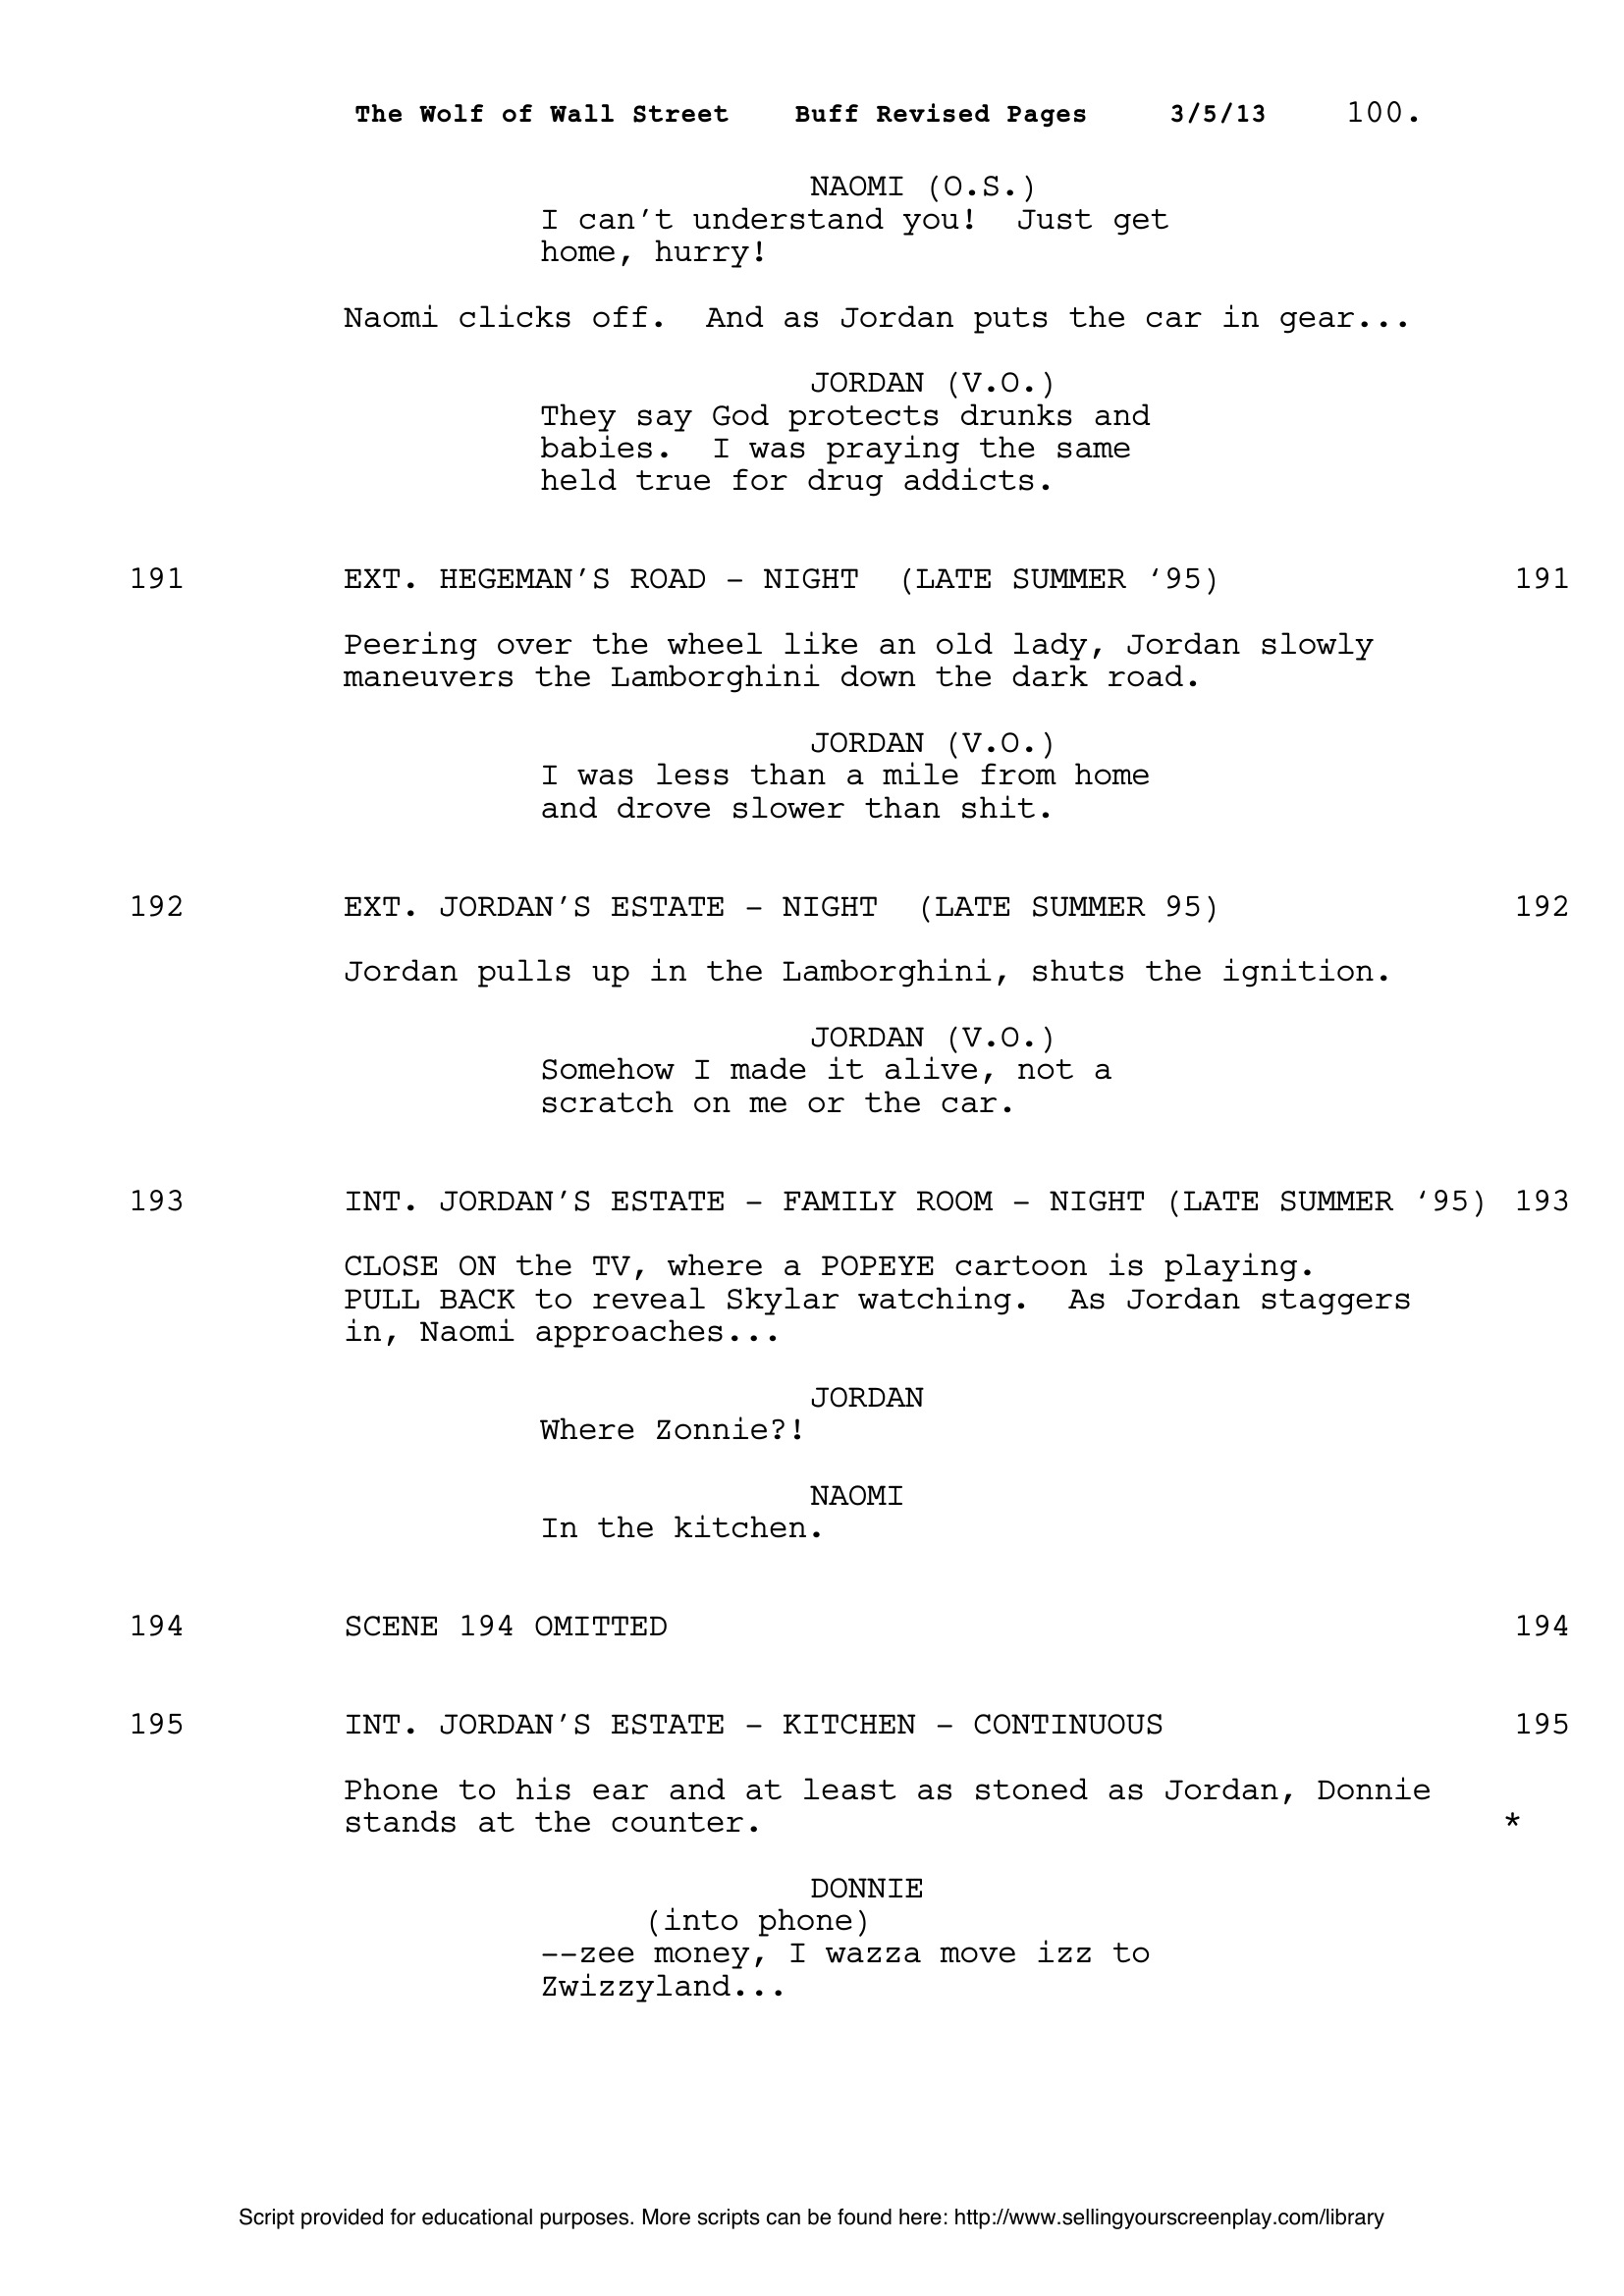 The Wolf of Wall Street    Buff Revised Pages    3/5/13    100.
NAOMI (O.S.)
I can't understand you!  Just get
home, hurry!
Naomi clicks off.  And as Jordan puts the car in gear...
JORDAN (V.O.)
They say God protects drunks and
babies.  I was praying the same
held true for drug addicts.
191    EXT. HEGEMAN'S ROAD - NIGHT  (LATE SUMMER ‘95)    191
Peering over the wheel like an old lady, Jordan slowly
maneuvers the Lamborghini down the dark road.
JORDAN (V.O.)
I was less than a mile from home
and drove slower than shit.
192    EXT. JORDAN'S ESTATE - NIGHT  (LATE SUMMER 95)    192
Jordan pulls up in the Lamborghini, shuts the ignition.
JORDAN (V.O.)
Somehow I made it alive, not a
scratch on me or the car.
193    INT. JORDAN'S ESTATE - FAMILY ROOM - NIGHT (LATE SUMMER ‘95)    193
CLOSE ON the TV, where a POPEYE cartoon is playing.
PULL BACK to reveal Skylar watching.  As Jordan staggers
in, Naomi approaches...
JORDAN
Where Zonnie?!
NAOMI
In the kitchen.
194    SCENE 194 OMITTED    194
195    INT. JORDAN'S ESTATE - KITCHEN - CONTINUOUS    195
Phone to his ear and at least as stoned as Jordan, Donnie
stands at the counter.    *
DONNIE
(into phone)
--zee money, I wazza move izz to
Zwizzyland...
Script provided for educational purposes. More scripts can be found here: http://www.sellingyourscreenplay.com/library